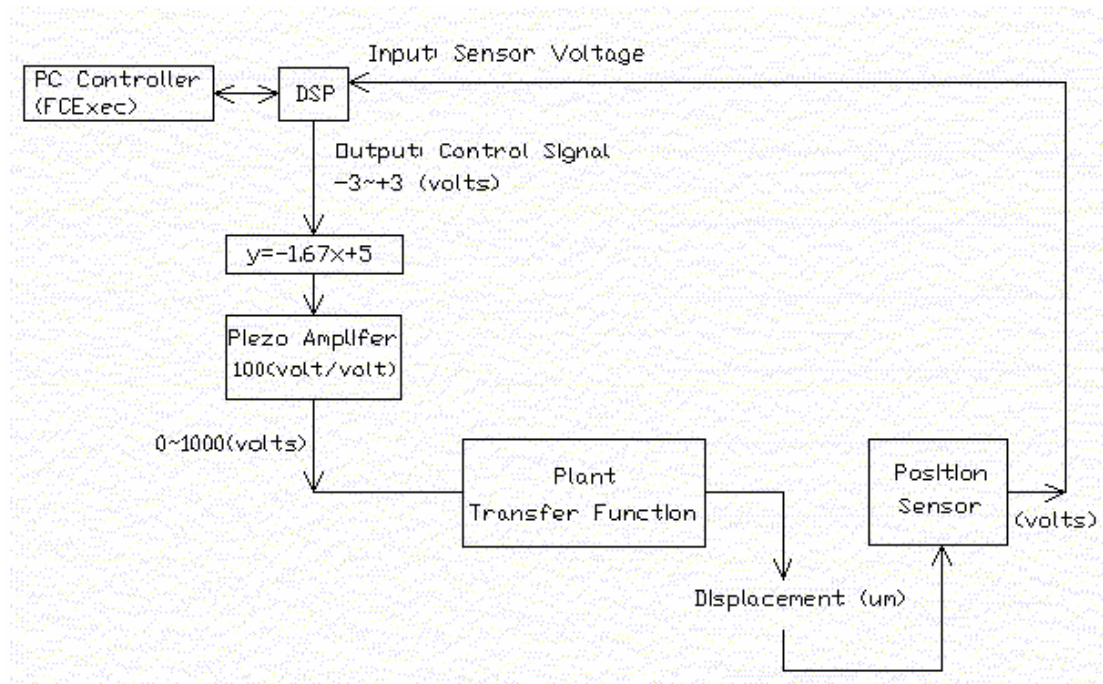 Input: Sensor Voltage
PC Controller
(FCExec)
DSP
Output: Control Signal
-3~+3 (volts)
y=-1.67x+5
Piezo Amplifer
100(volt/volt)
0~1000(volts)
Plant
Transfer Function
Position
Sensor
(volts)
Displacement (um)